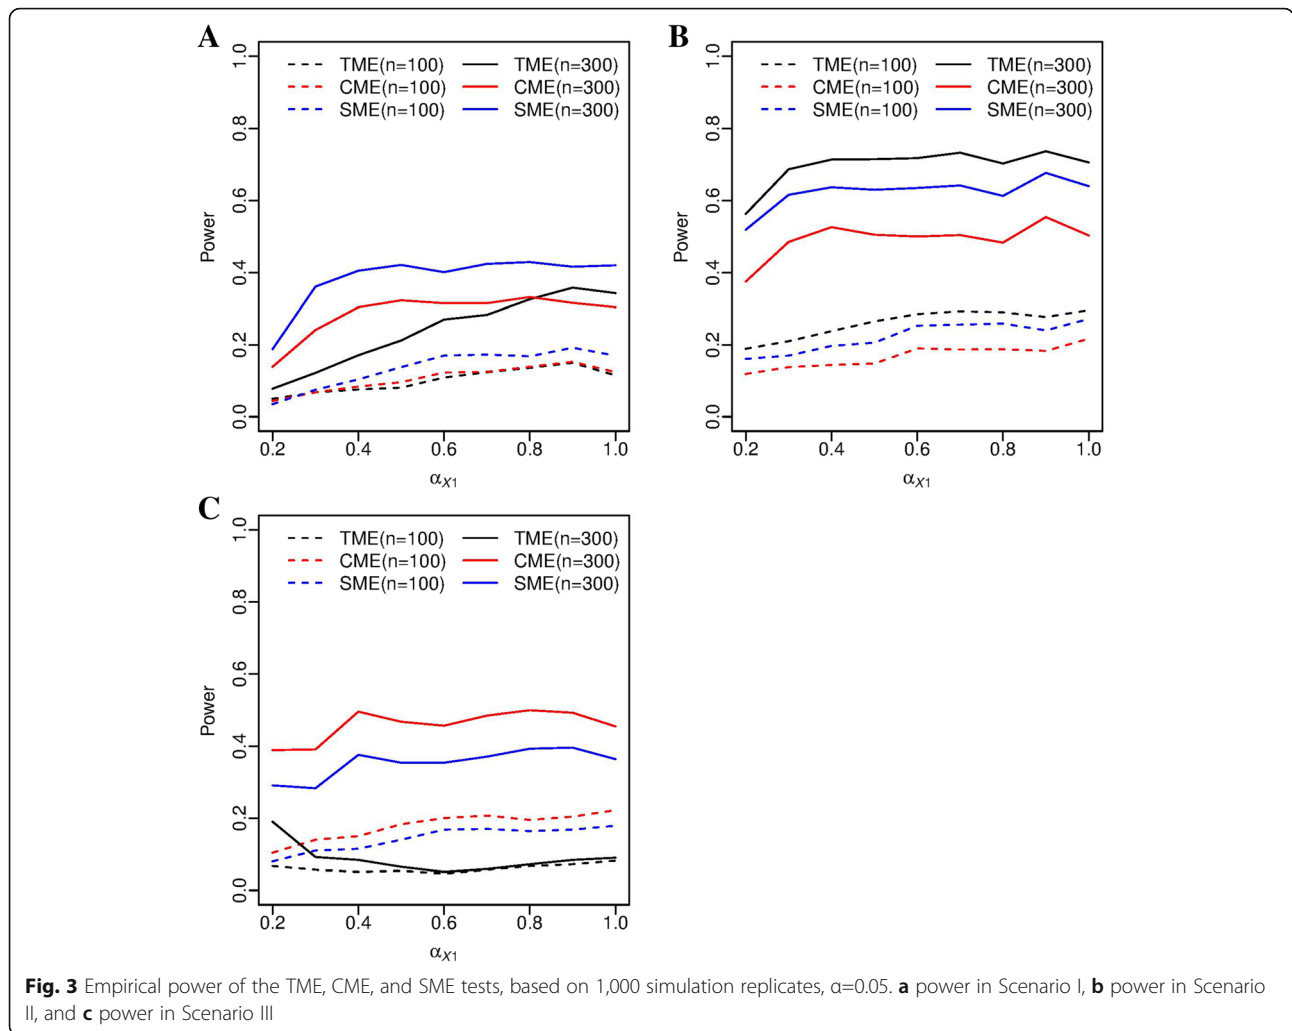 A
TME(n=100) TME(n=300)
CME(n=100) CME(n=300)
SME(n=100) SME(n=300)
Power
0.0 0.2 0.4 0.6 0.8 1.0
0.2 0.4 0.6 0.8 1.0
αX1
B
TME(n=100) TME(n=300)
CME(n=100) CME(n=300)
SME(n=100) SME(n=300)
Power
0.0 0.2 0.4 0.6 0.8 1.0
0.2 0.4 0.6 0.8 1.0
αX1
C
TME(n=100) TME(n=300)
CME(n=100) CME(n=300)
SME(n=100) SME(n=300)
Power
0.0 0.2 0.4 0.6 0.8 1.0
0.2 0.4 0.6 0.8 1.0
αX1
Fig. 3 Empirical power of the TME, CME, and SME tests, based on 1,000 simulation replicates, α=0.05. a power in Scenario I, b power in Scenario
II, and c power in Scenario III